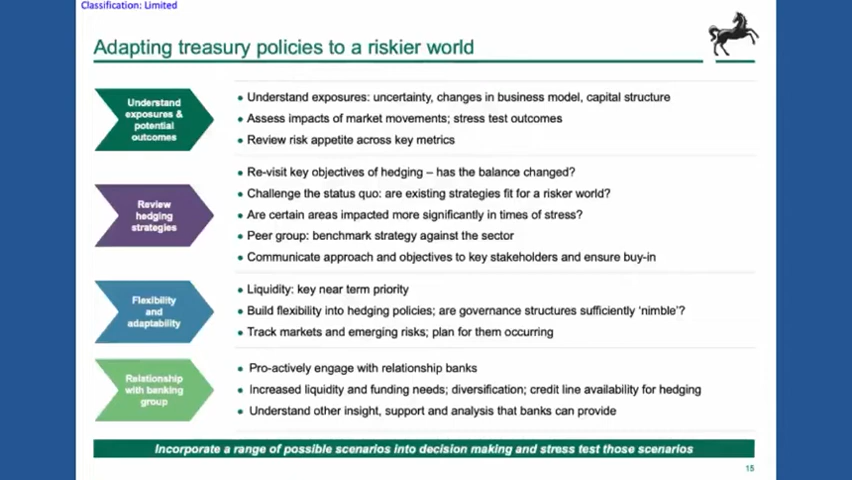 Classification: Limited
Adapting treasury policies to a riskier world
Understand
exposures &
potential
outcomes
• Understand exposures: uncertainty, changes in business model, capital structure
• Assess impacts of market movements; stress test outcomes
• Review risk appetite across key metrics
Review
hedging
strategies
• Re-visit key objectives of hedging – has the balance changed?
• Challenge the status quo: are existing strategies fit for a risker world?
• Are certain areas impacted more significantly in times of stress?
• Peer group: benchmark strategy against the sector
• Communicate approach and objectives to key stakeholders and ensure buy-in
Flexibility
and
adaptability
• Liquidity: key near term priority
• Build flexibility into hedging policies; are governance structures sufficiently ‘nimble’?
• Track markets and emerging risks; plan for them occurring
Relationship
with banking
group
• Pro-actively engage with relationship banks
• Increased liquidity and funding needs; diversification; credit line availability for hedging
• Understand other insight, support and analysis that banks can provide
Incorporate a range of possible scenarios into decision making and stress test those scenarios
15